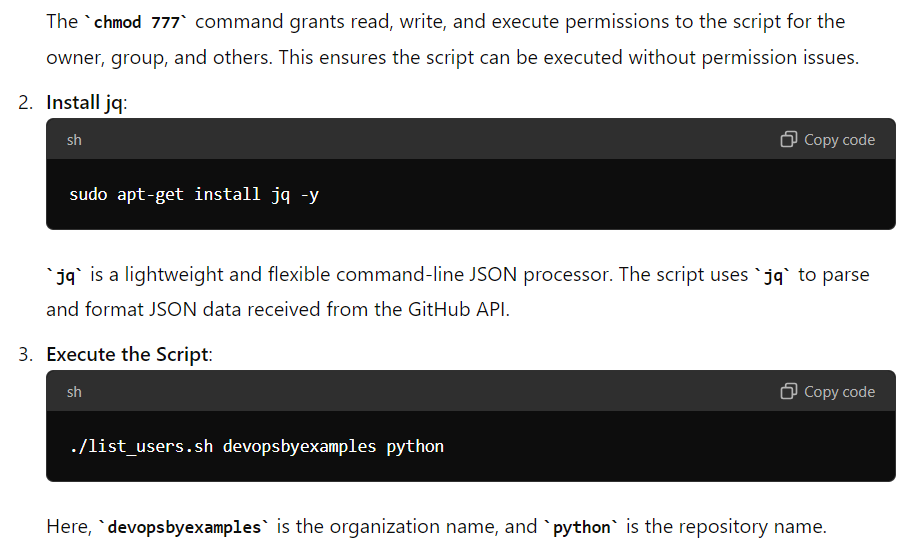 The `chmod 777` command grants read, write, and execute permissions to the script for the
owner, group, and others. This ensures the script can be executed without permission issues.
2. Install jq:
sh Copy code
sudo apt-get install jq -y
`jq` is a lightweight and flexible command-line JSON processor. The script uses `jq` to parse
and format JSON data received from the GitHub API.
3. Execute the Script:
sh Copy code
./list_users.sh devopsbyexamples python
Here, `devopsbyexamples` is the organization name, and `python` is the repository name.